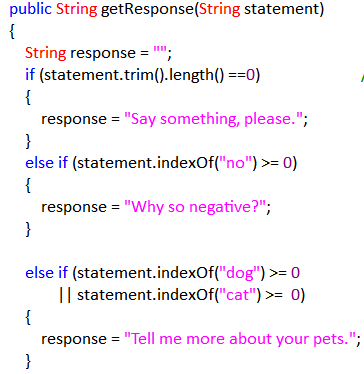 public String getResponse(String statement)
{
String response = "";
if (statement.trim().length() ==0)
{
response = "Say something, please.";
}
else if (statement.indexOf("no") >= 0)
{
response = "Why so negative?";
}
else if (statement.indexOf("dog") >= 0
|| statement.indexOf("cat") >=  0)
{
response = "Tell me more about your pets.";
}